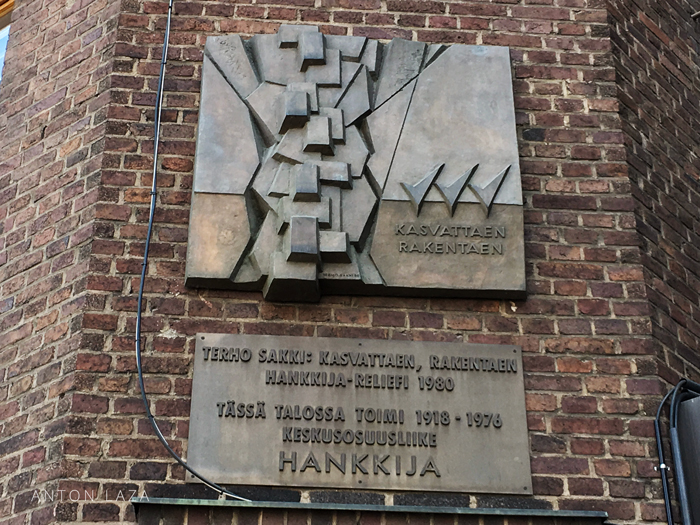 KASVATTAEN
RAKENTAEN
TERHO SAKKI: KASVATTAEN, RAKENTAEN
HANKKIJA-RELIEFI 1980
TÄSSÄ TALOSSA TOIMI 1918 - 1976
KESKUSOSUUSLIIKE
HANKKIJA
ANTON LAZA